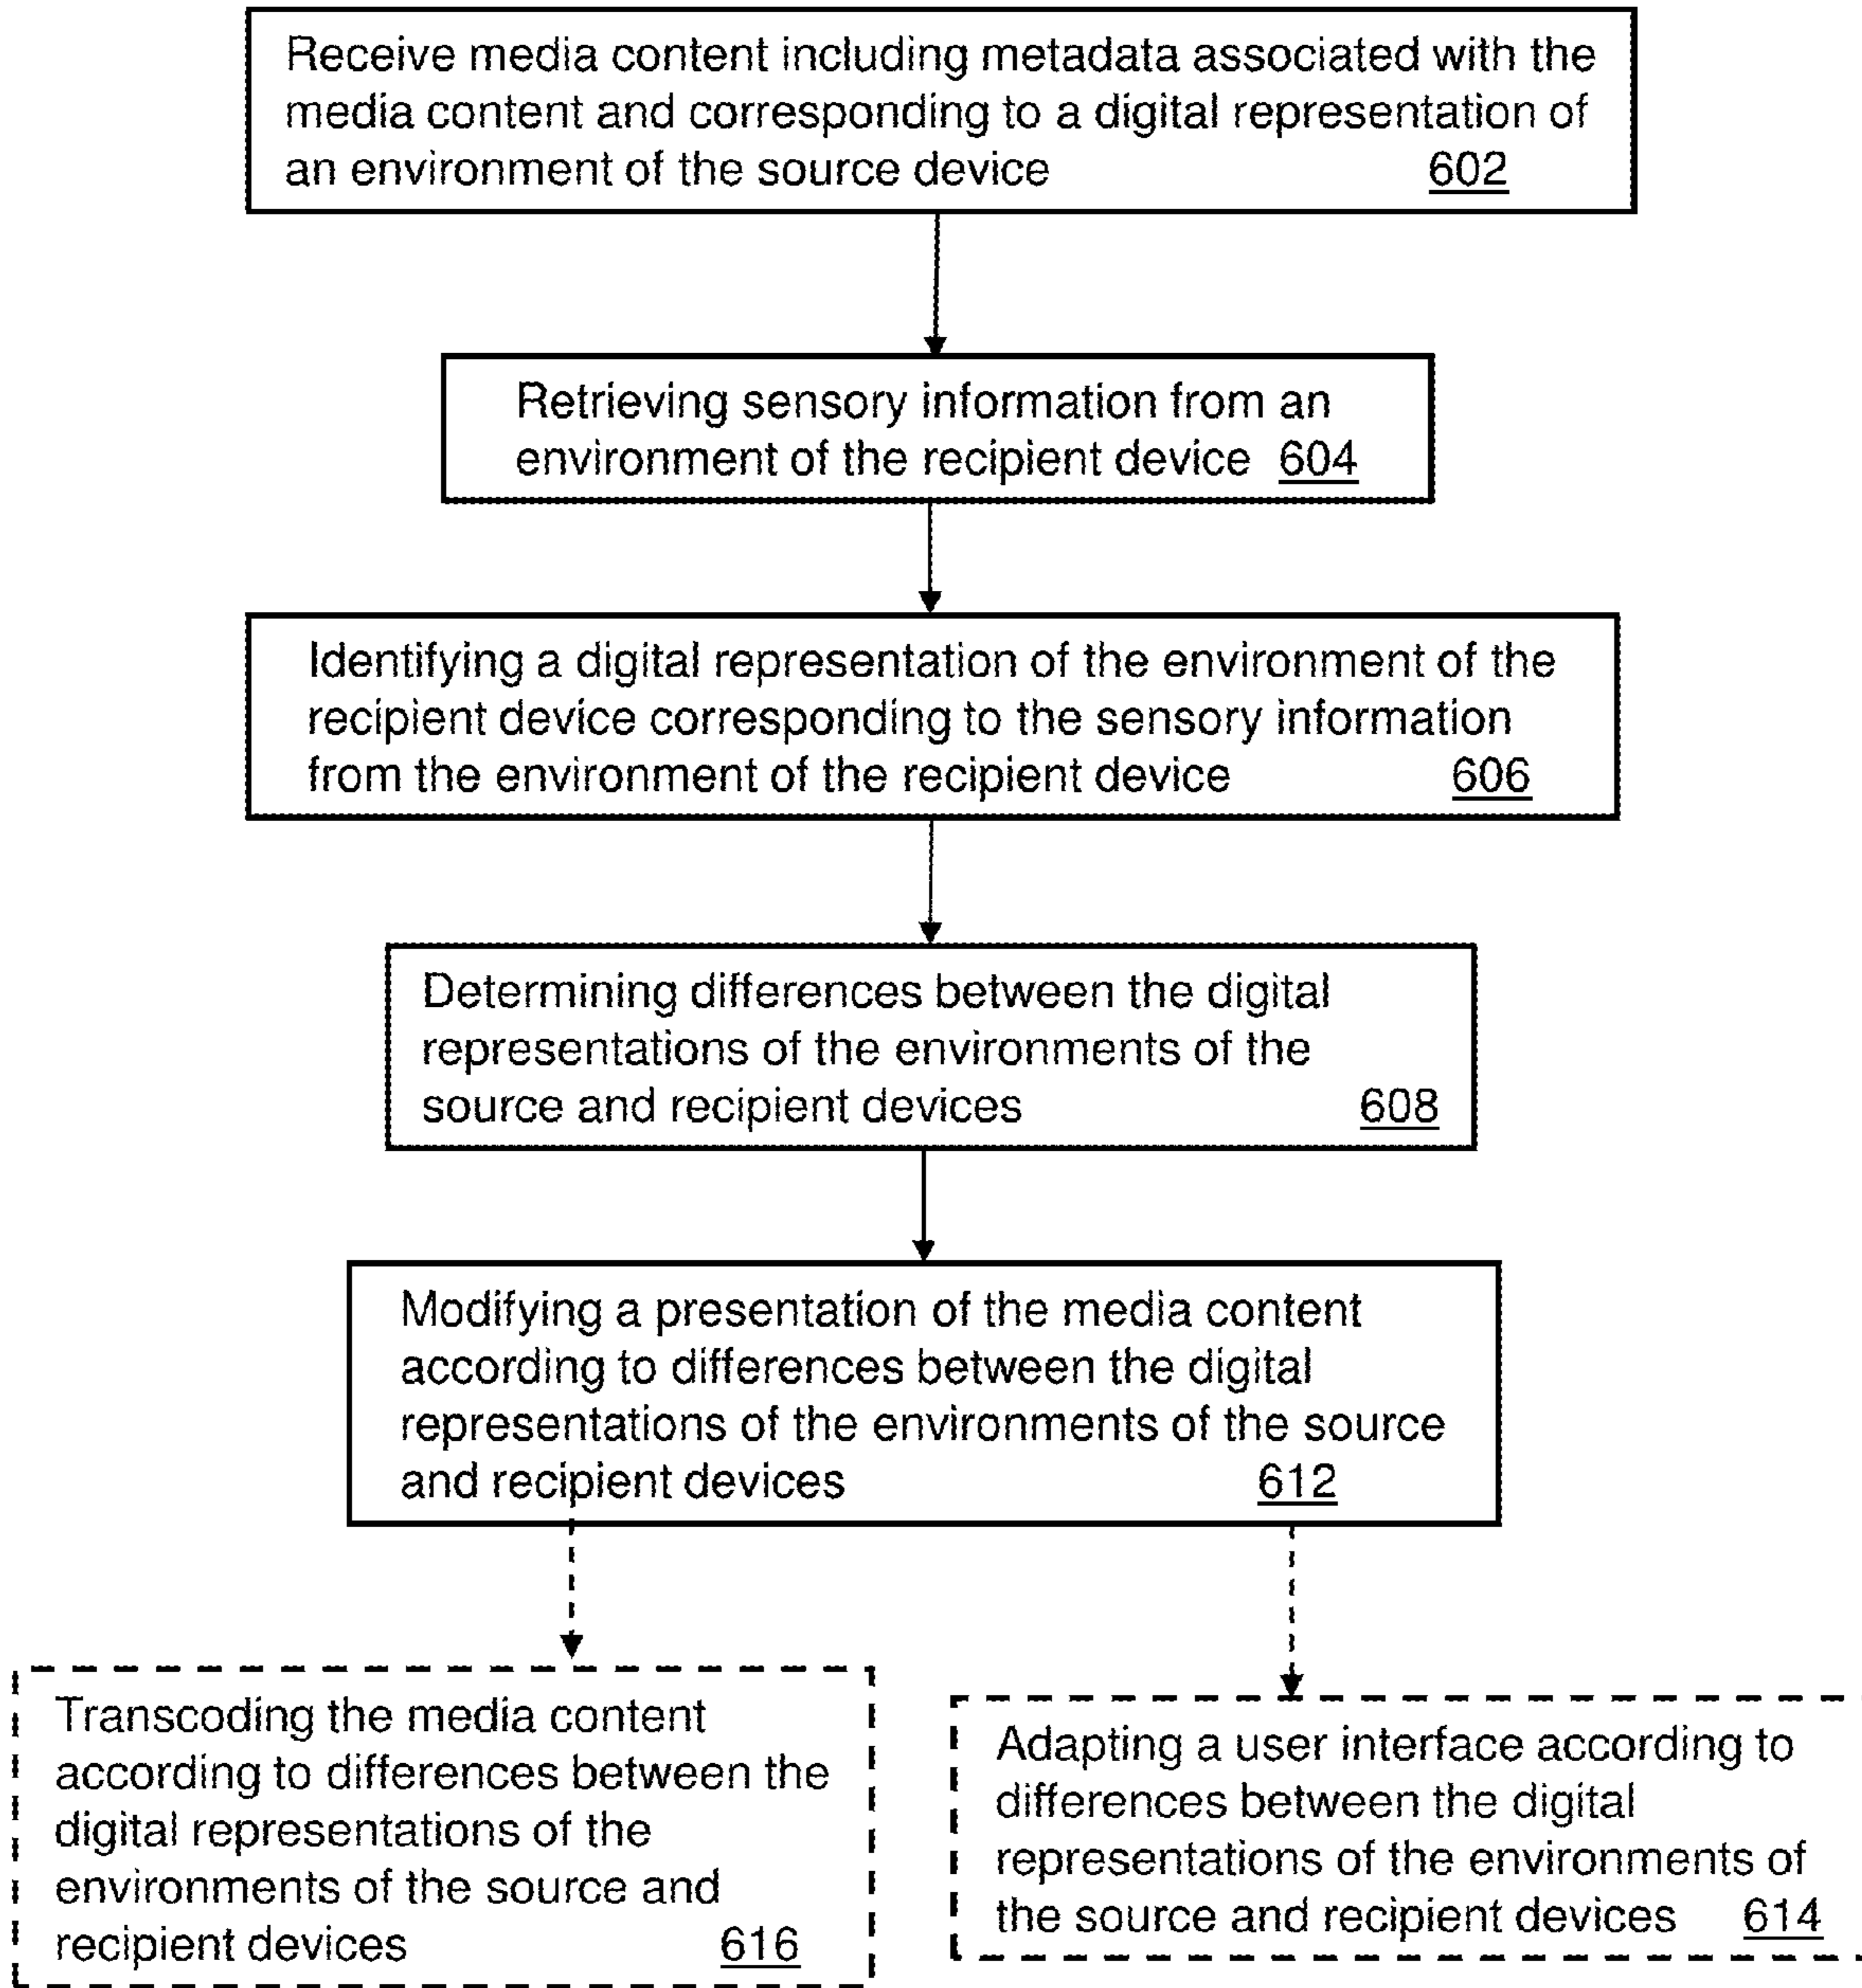 Receive media content including metadata associated with the
media content and corresponding to a digital representation of
an environment of the source device 602
Retrieving sensory information from an
environment of the recipient device 604
Identifying a digital representation of the environment of the
recipient device corresponding to the sensory information
from the environment of the recipient device 606
Determining differences between the digital
representations of the environments of the
source and recipient devices 608
Modifying a presentation of the media content
according to differences between the digital
representations of the environments of the source
and recipient devices 612
Transcoding the media content
according to differences between the
digital representations of the
environments of the source and
recipient devices 616
Adapting a user interface according to
differences between the digital
representations of the environments of
the source and recipient devices 614